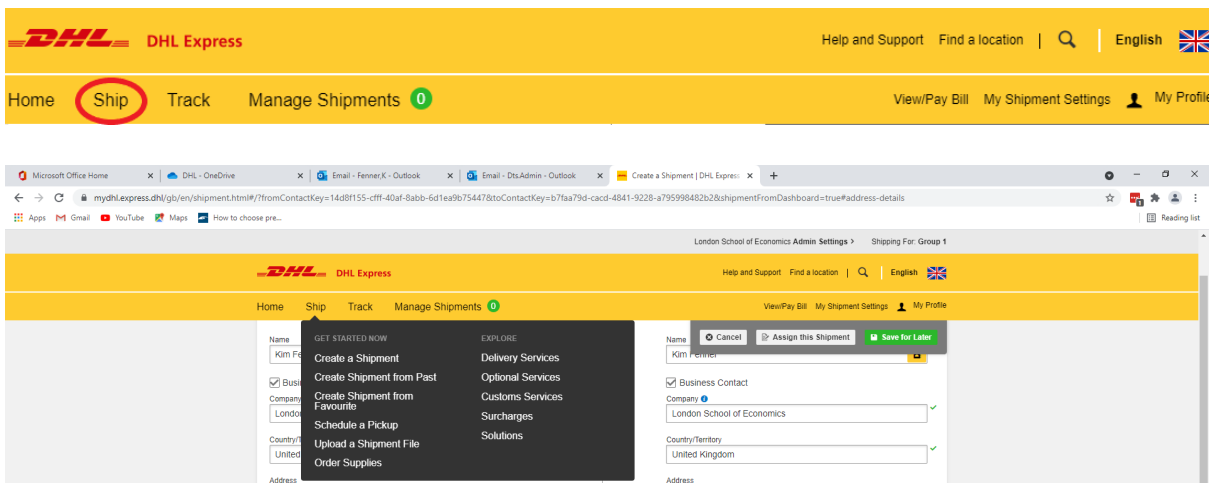 DHL DHL Express Help and Support Find a location | English
Home Ship Track Manage Shipments 0 View/Pay Bill My Shipment Settings My Profile
Microsoft Office Home DHL - OneDrive Email - Fenner,K - Outlook Email - Dts.Admin - Outlook Create a Shipment | DHL Express
mydhl.express.dhl/gb/en/shipment.html#/?fromContactKey=14d8f155-cfff-40af-8abb-6d1ea9b75447&toContactKey=b7faa79d-cacd-4841-9228-a795998482b2&shipmentFromDashboard=true#address-details
Apps Gmail YouTube Maps How to choose pre... Reading list
London School of Economics Admin Settings > Shipping For: Group 1
DHL DHL Express Help and Support Find a location | English
Home Ship Track Manage Shipments 0 View/Pay Bill My Shipment Settings My Profile
Name GET STARTED NOW EXPLORE Name Cancel Assign this Shipment Save for Later
Kim Fe Create a Shipment Delivery Services Kim Fenner
Busi Create Shipment from Past Optional Services Business Contact
Company Create Shipment from Customs Services Company
Favourite
London Surcharges London School of Economics
Schedule a Pickup
Country/T Upload a Shipment File Solutions Country/Territory
United Order Supplies United Kingdom
Address Address